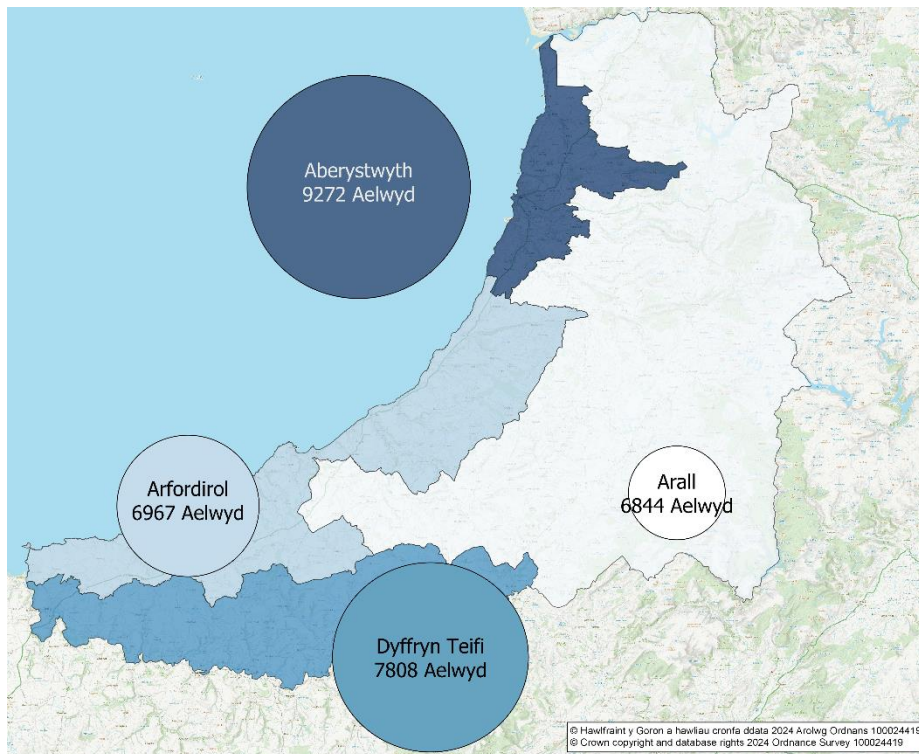 Aberystwyth
9272 Aelwyd
Arfordirol
6967 Aelwyd
Arall
6844 Aelwyd
Dyffryn Teifi
7808 Aelwyd
© Hawlfraint y Goron a hawliau cronfa ddata 2024 Arolwg Ordnans 100024419
© Crown copyright and database rights 2024 Ordnance Survey 100024419